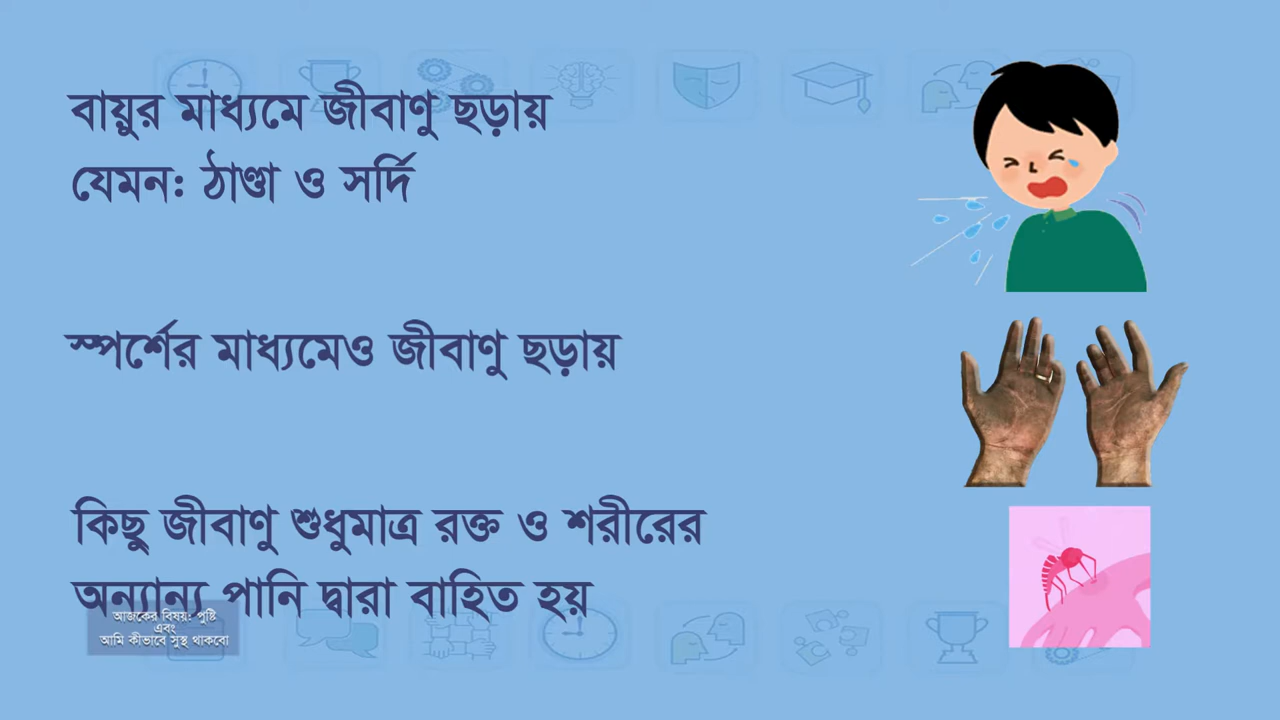 বায়ুর মাধ্যমে জীবাণু ছড়ায়
যেমন: ঠাণ্ডা ও সর্দি
স্পর্শের মাধ্যমেও জীবাণু ছড়ায়
কিছু জীবাণু শুধুমাত্র রক্ত ও শরীরের
অন্যান্য পানি দ্বারা বাহিত হয়
আজকের বিষয়: পুষ্টি
এবং
আমি কীভাবে সুস্থ থাকবো